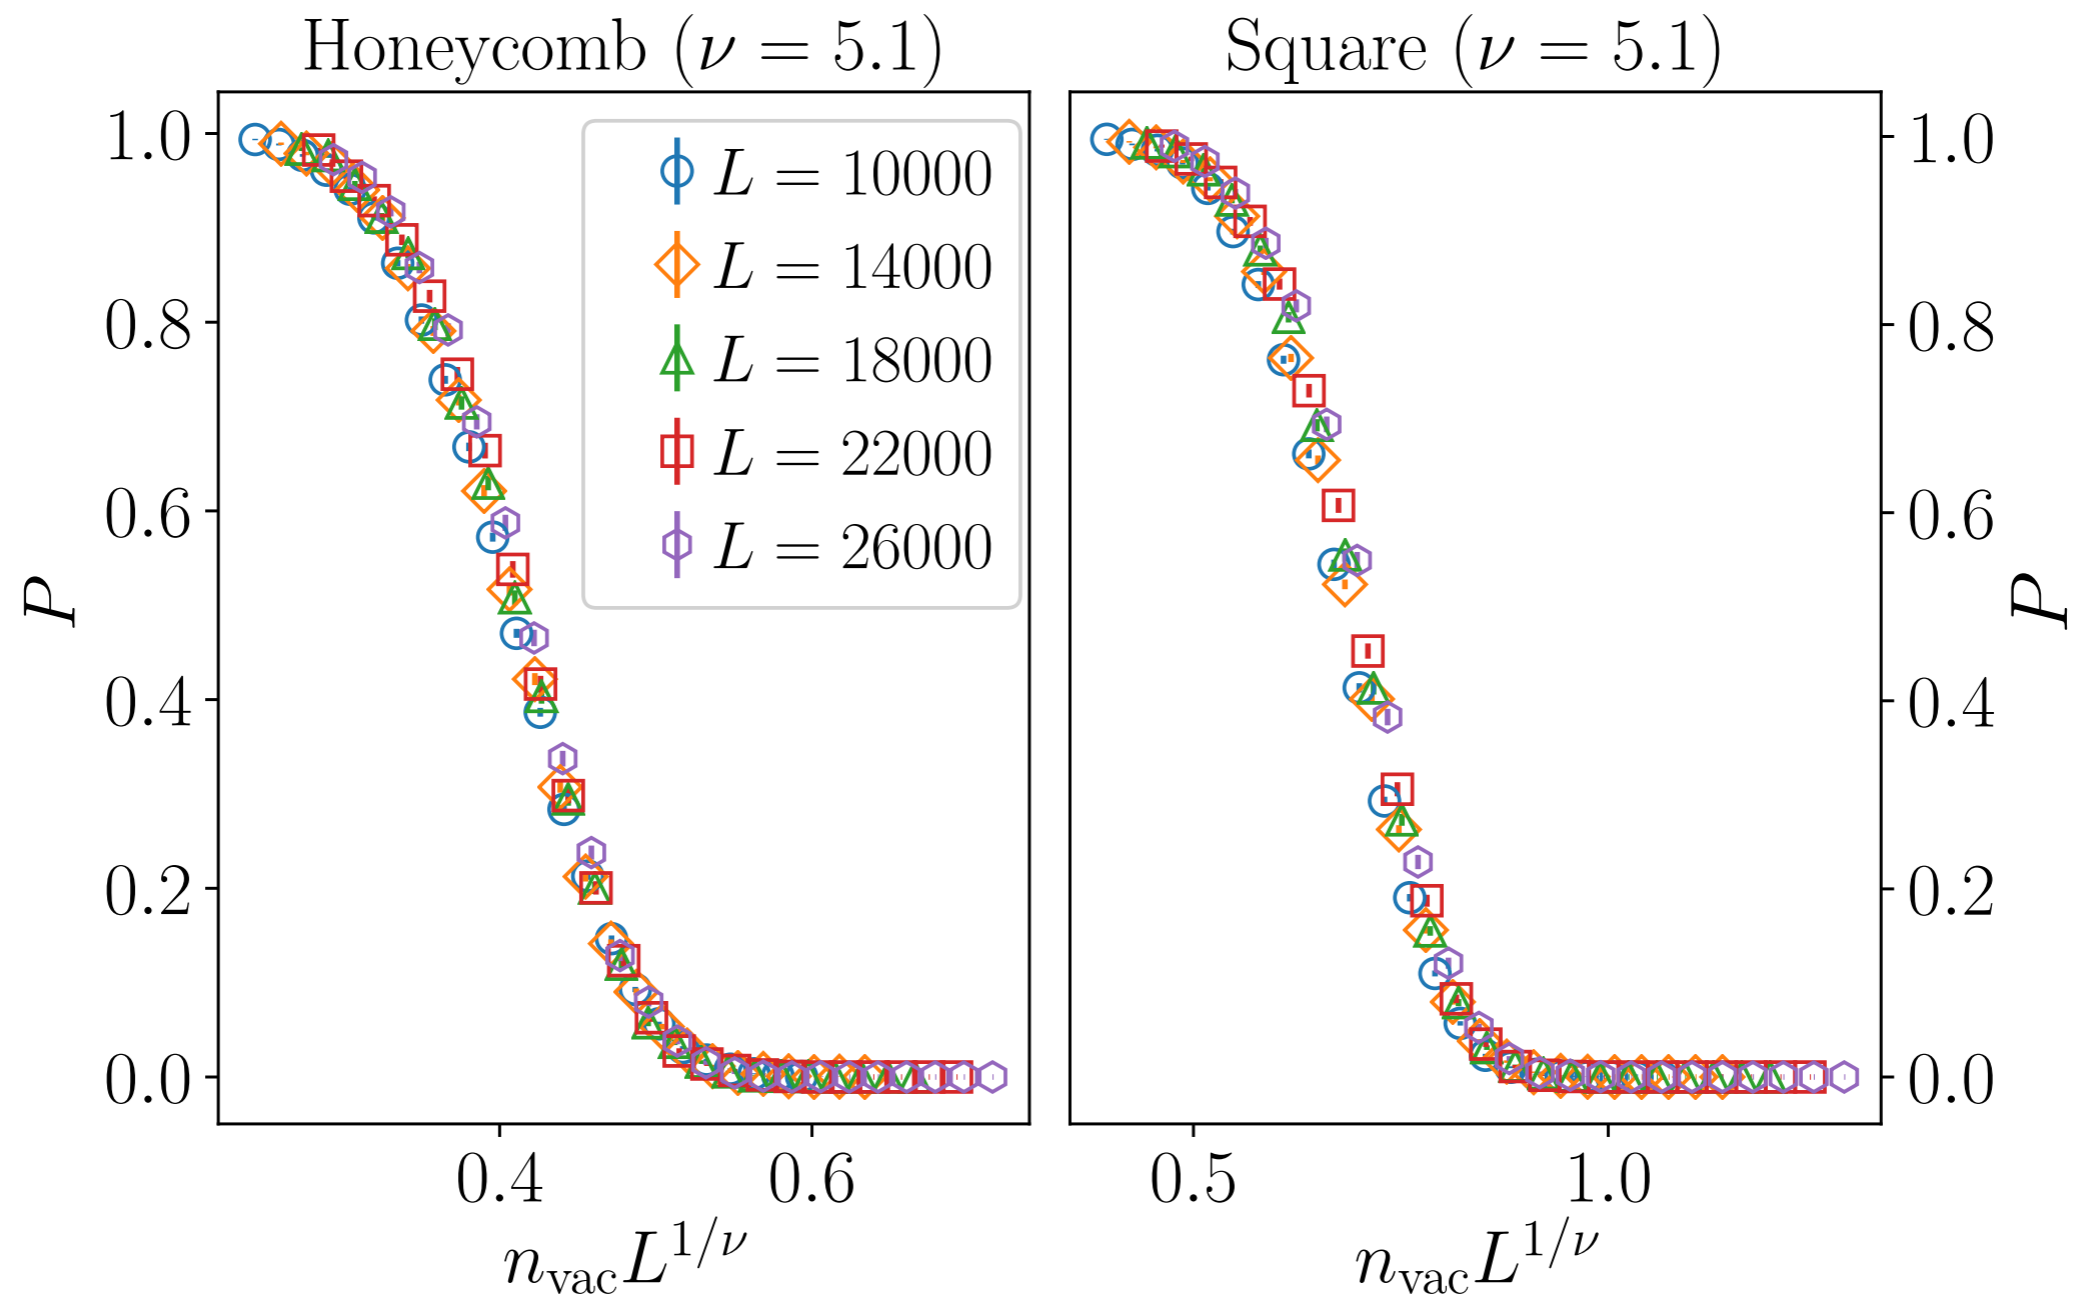 Honeycomb (ν = 5.1)
1.0
0.8
0.6
0.4
0.2
0.0
P
L = 10000
L = 14000
L = 18000
L = 22000
L = 26000
0.4 0.6
n_vac L^{1/ν}
Square (ν = 5.1)
1.0
0.8
0.6
0.4
0.2
0.0
P
0.5 1.0
n_vac L^{1/ν}